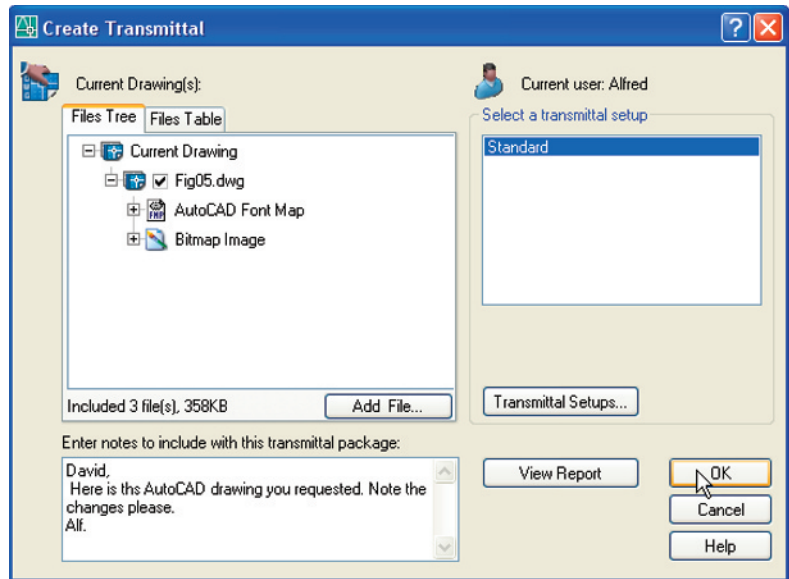 Create Transmittal
Current Drawing(s):
Current user: Alfred
Files Tree Files Table
Select a transmittal setup
Current Drawing
Fig05.dwg
AutoCAD Font Map
Bitmap Image
Standard
Included 3 file(s), 358KB
Add File...
Transmittal Setups...
Enter notes to include with this transmittal package:
David,
Here is ths AutoCAD drawing you requested. Note the
changes please.
Alf.
View Report
OK
Cancel
Help